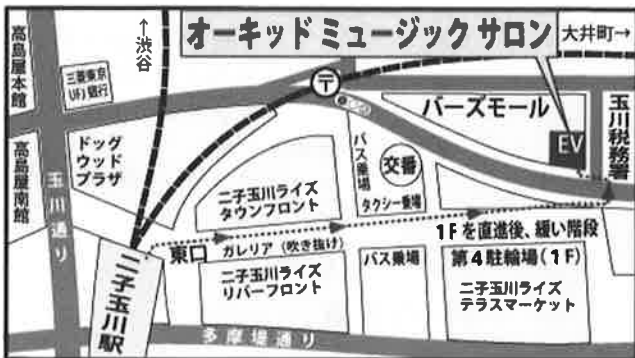 オーキッドミュージックサロン
大井町→
←渋谷
高島屋本館
三菱東京
UFJ銀行
〒
バーズモール
玉川税務署
EV
ドッグ
ウッド
プラザ
バス乗場
交番
タクシー乗場
高島屋南館
玉川通り
二子玉川ライズ
タウンフロント
1Fを直進後、緩い階段
東口
ガレリア(吹き抜け)
二子玉川駅
二子玉川ライズ
リバーフロント
バス乗場
第4駐輪場(1F)
二子玉川ライズ
テラスマーケット
多摩堤通り